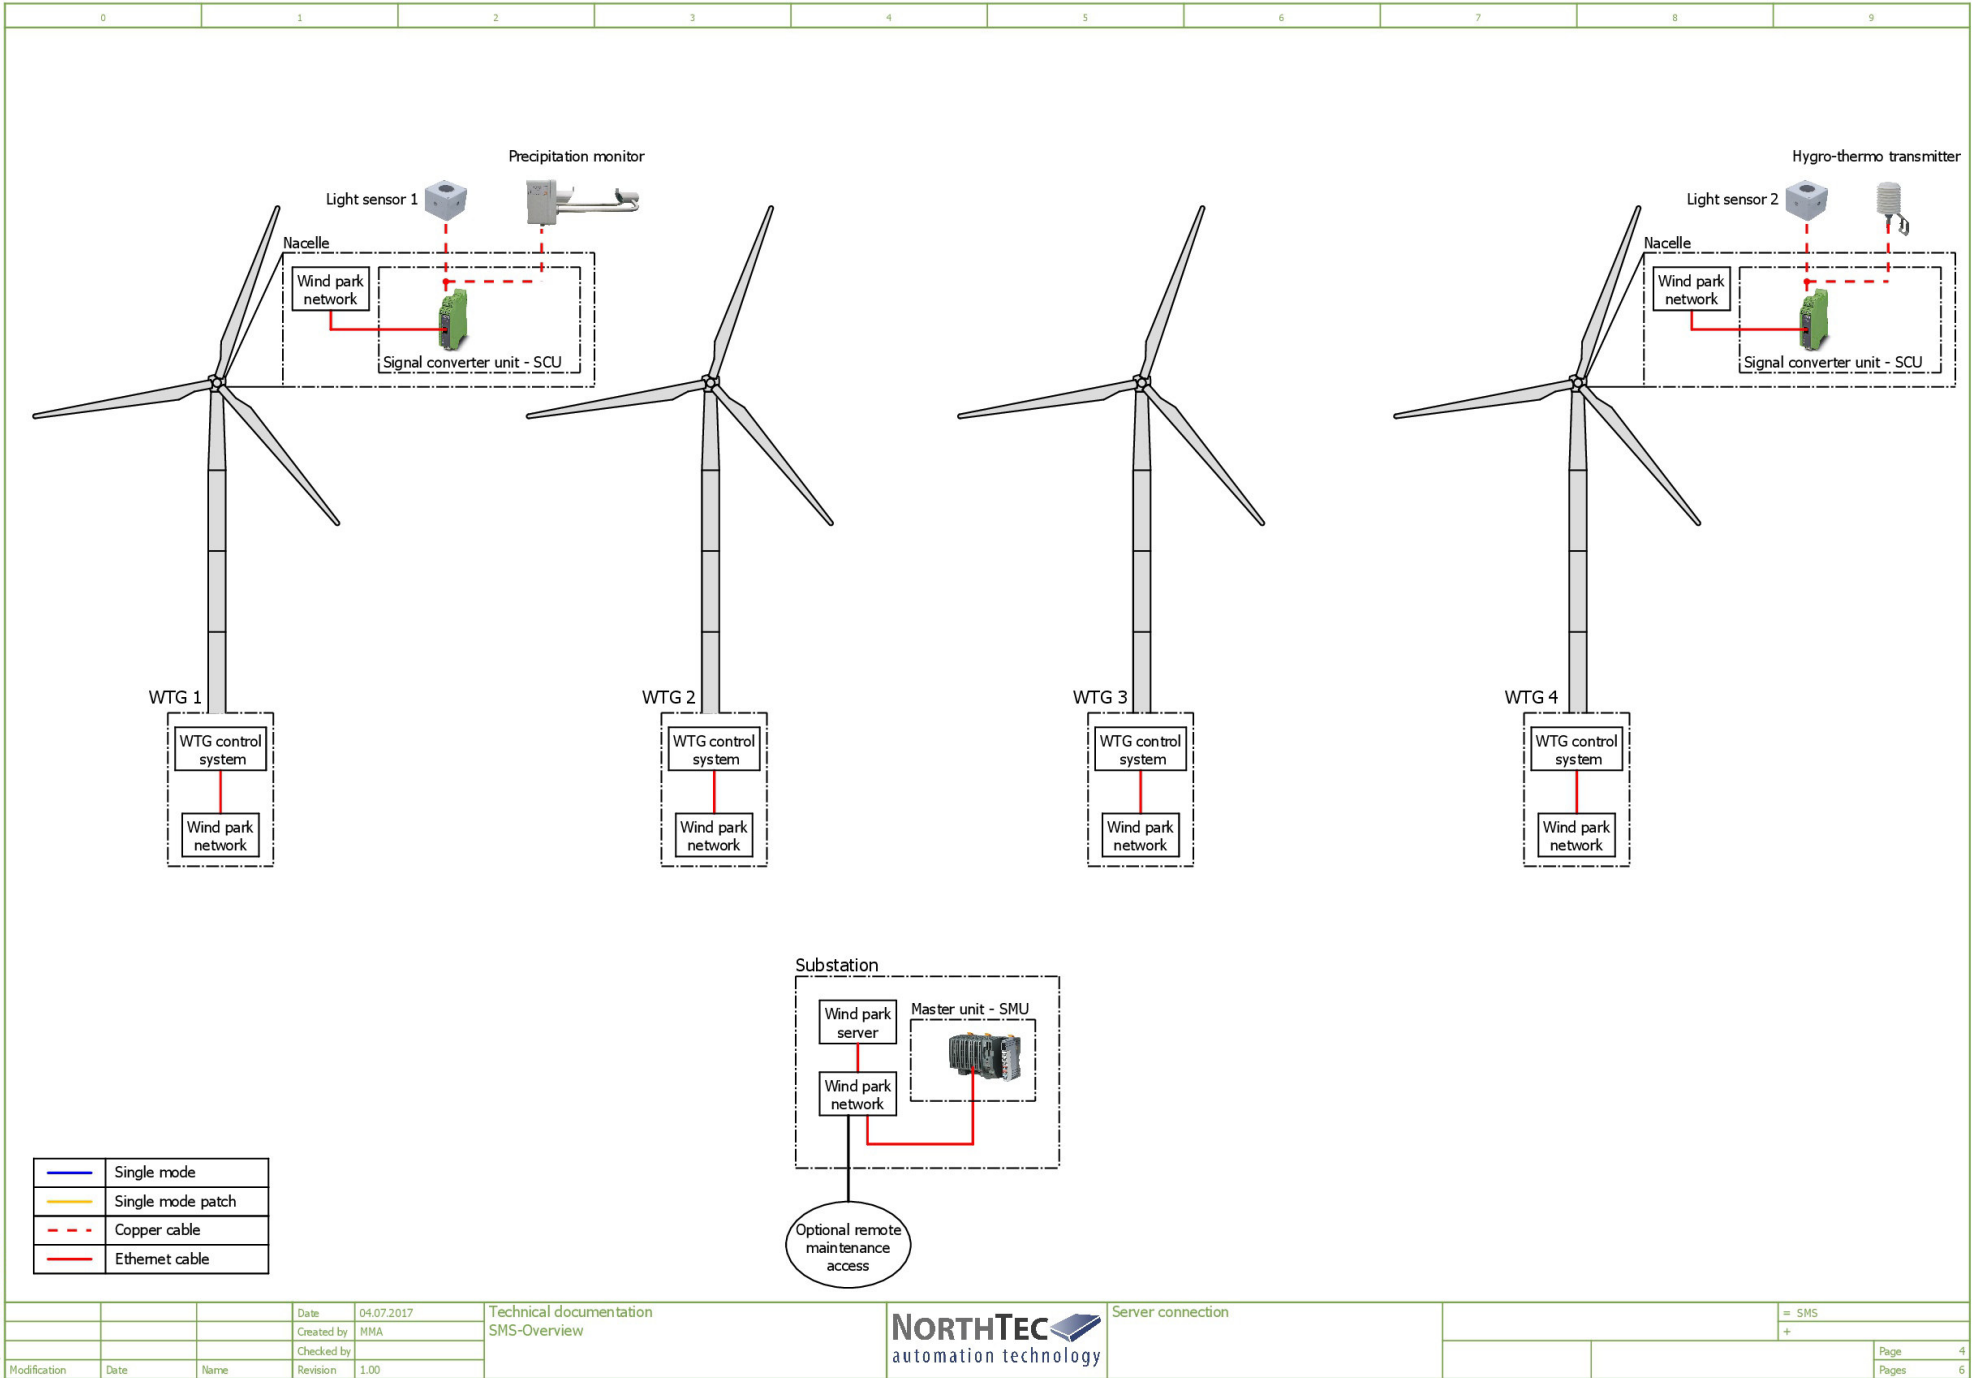 0 1 2 3 4 5 6 7 8 9
Precipitation monitor
Light sensor 1
Nacelle
Wind park
network
Signal converter unit - SCU
Hygro-thermo transmitter
Light sensor 2
Nacelle
Wind park
network
Signal converter unit - SCU
WTG 1
WTG control
system
Wind park
network
WTG 2
WTG control
system
Wind park
network
WTG 3
WTG control
system
Wind park
network
WTG 4
WTG control
system
Wind park
network
Substation
Wind park
server
Master unit - SMU
Wind park
network
Optional remote
maintenance
access
Single mode
Single mode patch
Copper cable
Ethernet cable
Modification Date Name
Date 04.07.2017
Created by MMA
Checked by
Revision 1.00
Technical documentation
SMS-Overview
NORTHTEC
automation technology
Server connection
= SMS
+
Page 4
Pages 6